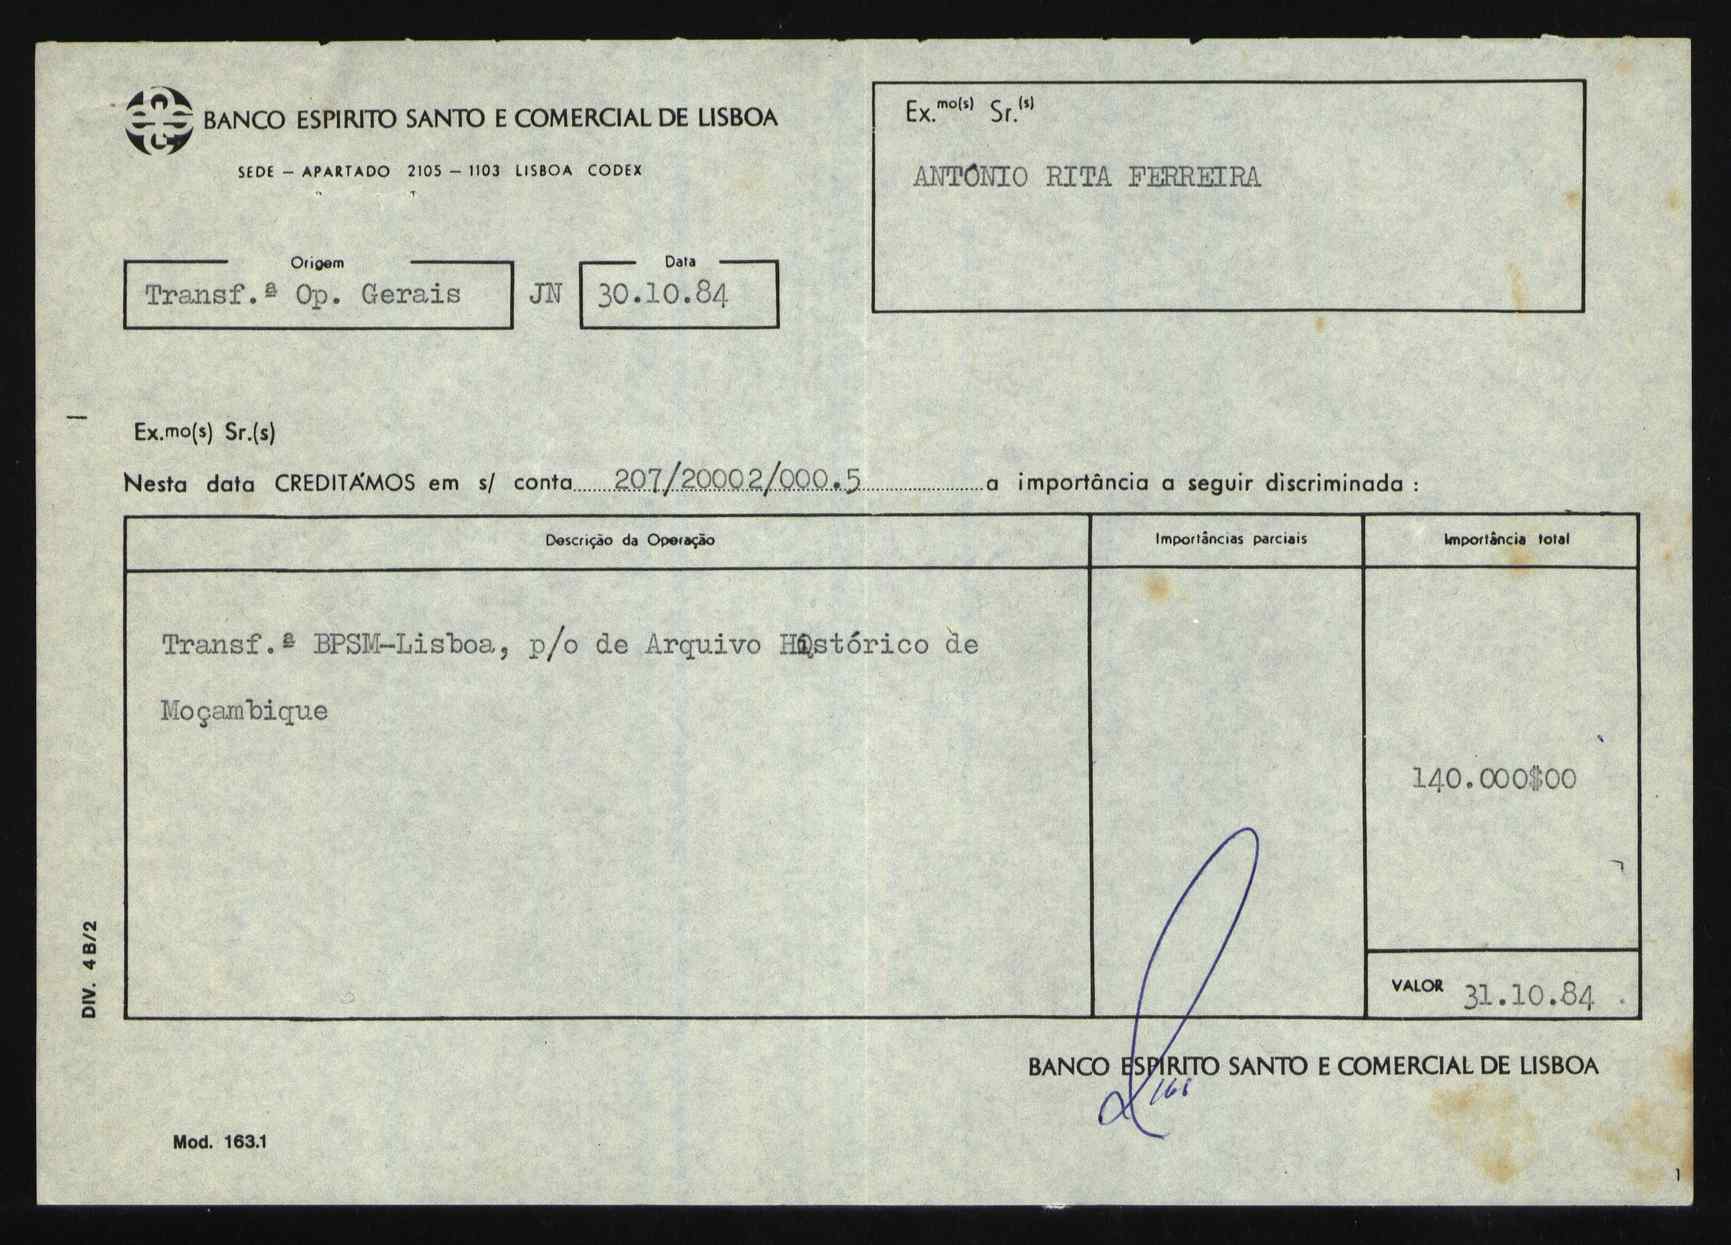 BANCO ESPIRITO SANTO E COMERCIAL DE LISBOA
SEDE — APARTADO 2105 — 1103 LISBOA CODEX
Ex.mo(s) Sr.(s)
ANTÓNIO RITA FERREIRA
Origem
Transf.ª Op. Gerais
JN
Data
30.10.84
Ex.mo(s) Sr.(s)
Nesta data CREDITÁMOS em s/ conta 207/20002/000.5 a importância a seguir discriminada :
Descrição da Operação Importâncias parciais Importância total
Transf.ª BPSM-Lisboa, p/o de Arquivo Histórico de
Moçambique
140.000$00
VALOR 31.10.84
DIV. 4B/2
BANCO ESPIRITO SANTO E COMERCIAL DE LISBOA
Mod. 163.1